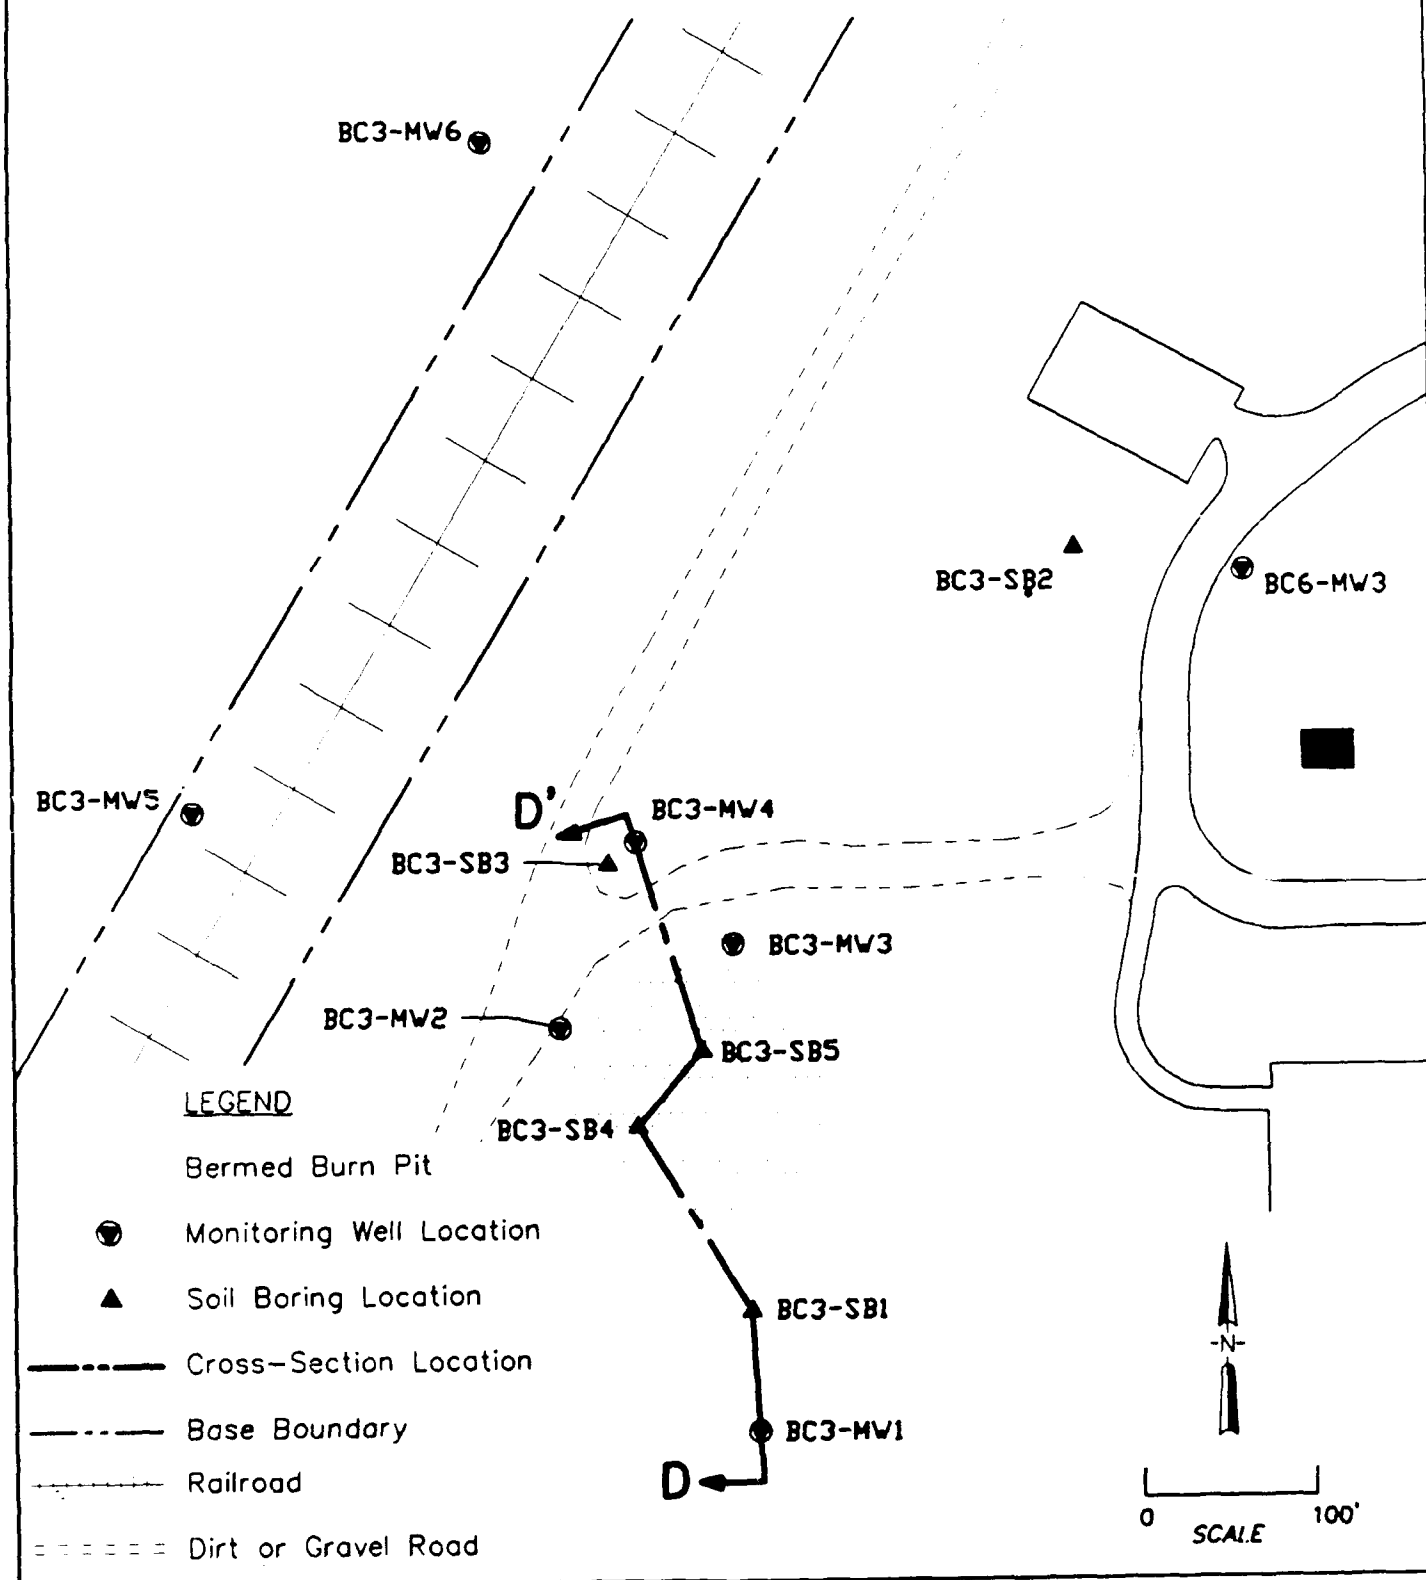 BC3-MW6
BC3-SB2
BC6-MW3
BC3-MW5
D'
BC3-MW4
BC3-SB3
BC3-MW3
BC3-MW2
BC3-SB5
BC3-SB4
LEGEND
Bermed Burn Pit
Monitoring Well Location
Soil Boring Location
Cross-Section Location
Base Boundary
Railroad
Dirt or Gravel Road
BC3-SB1
BC3-MW1
D
-N-
0 100'
SCALE